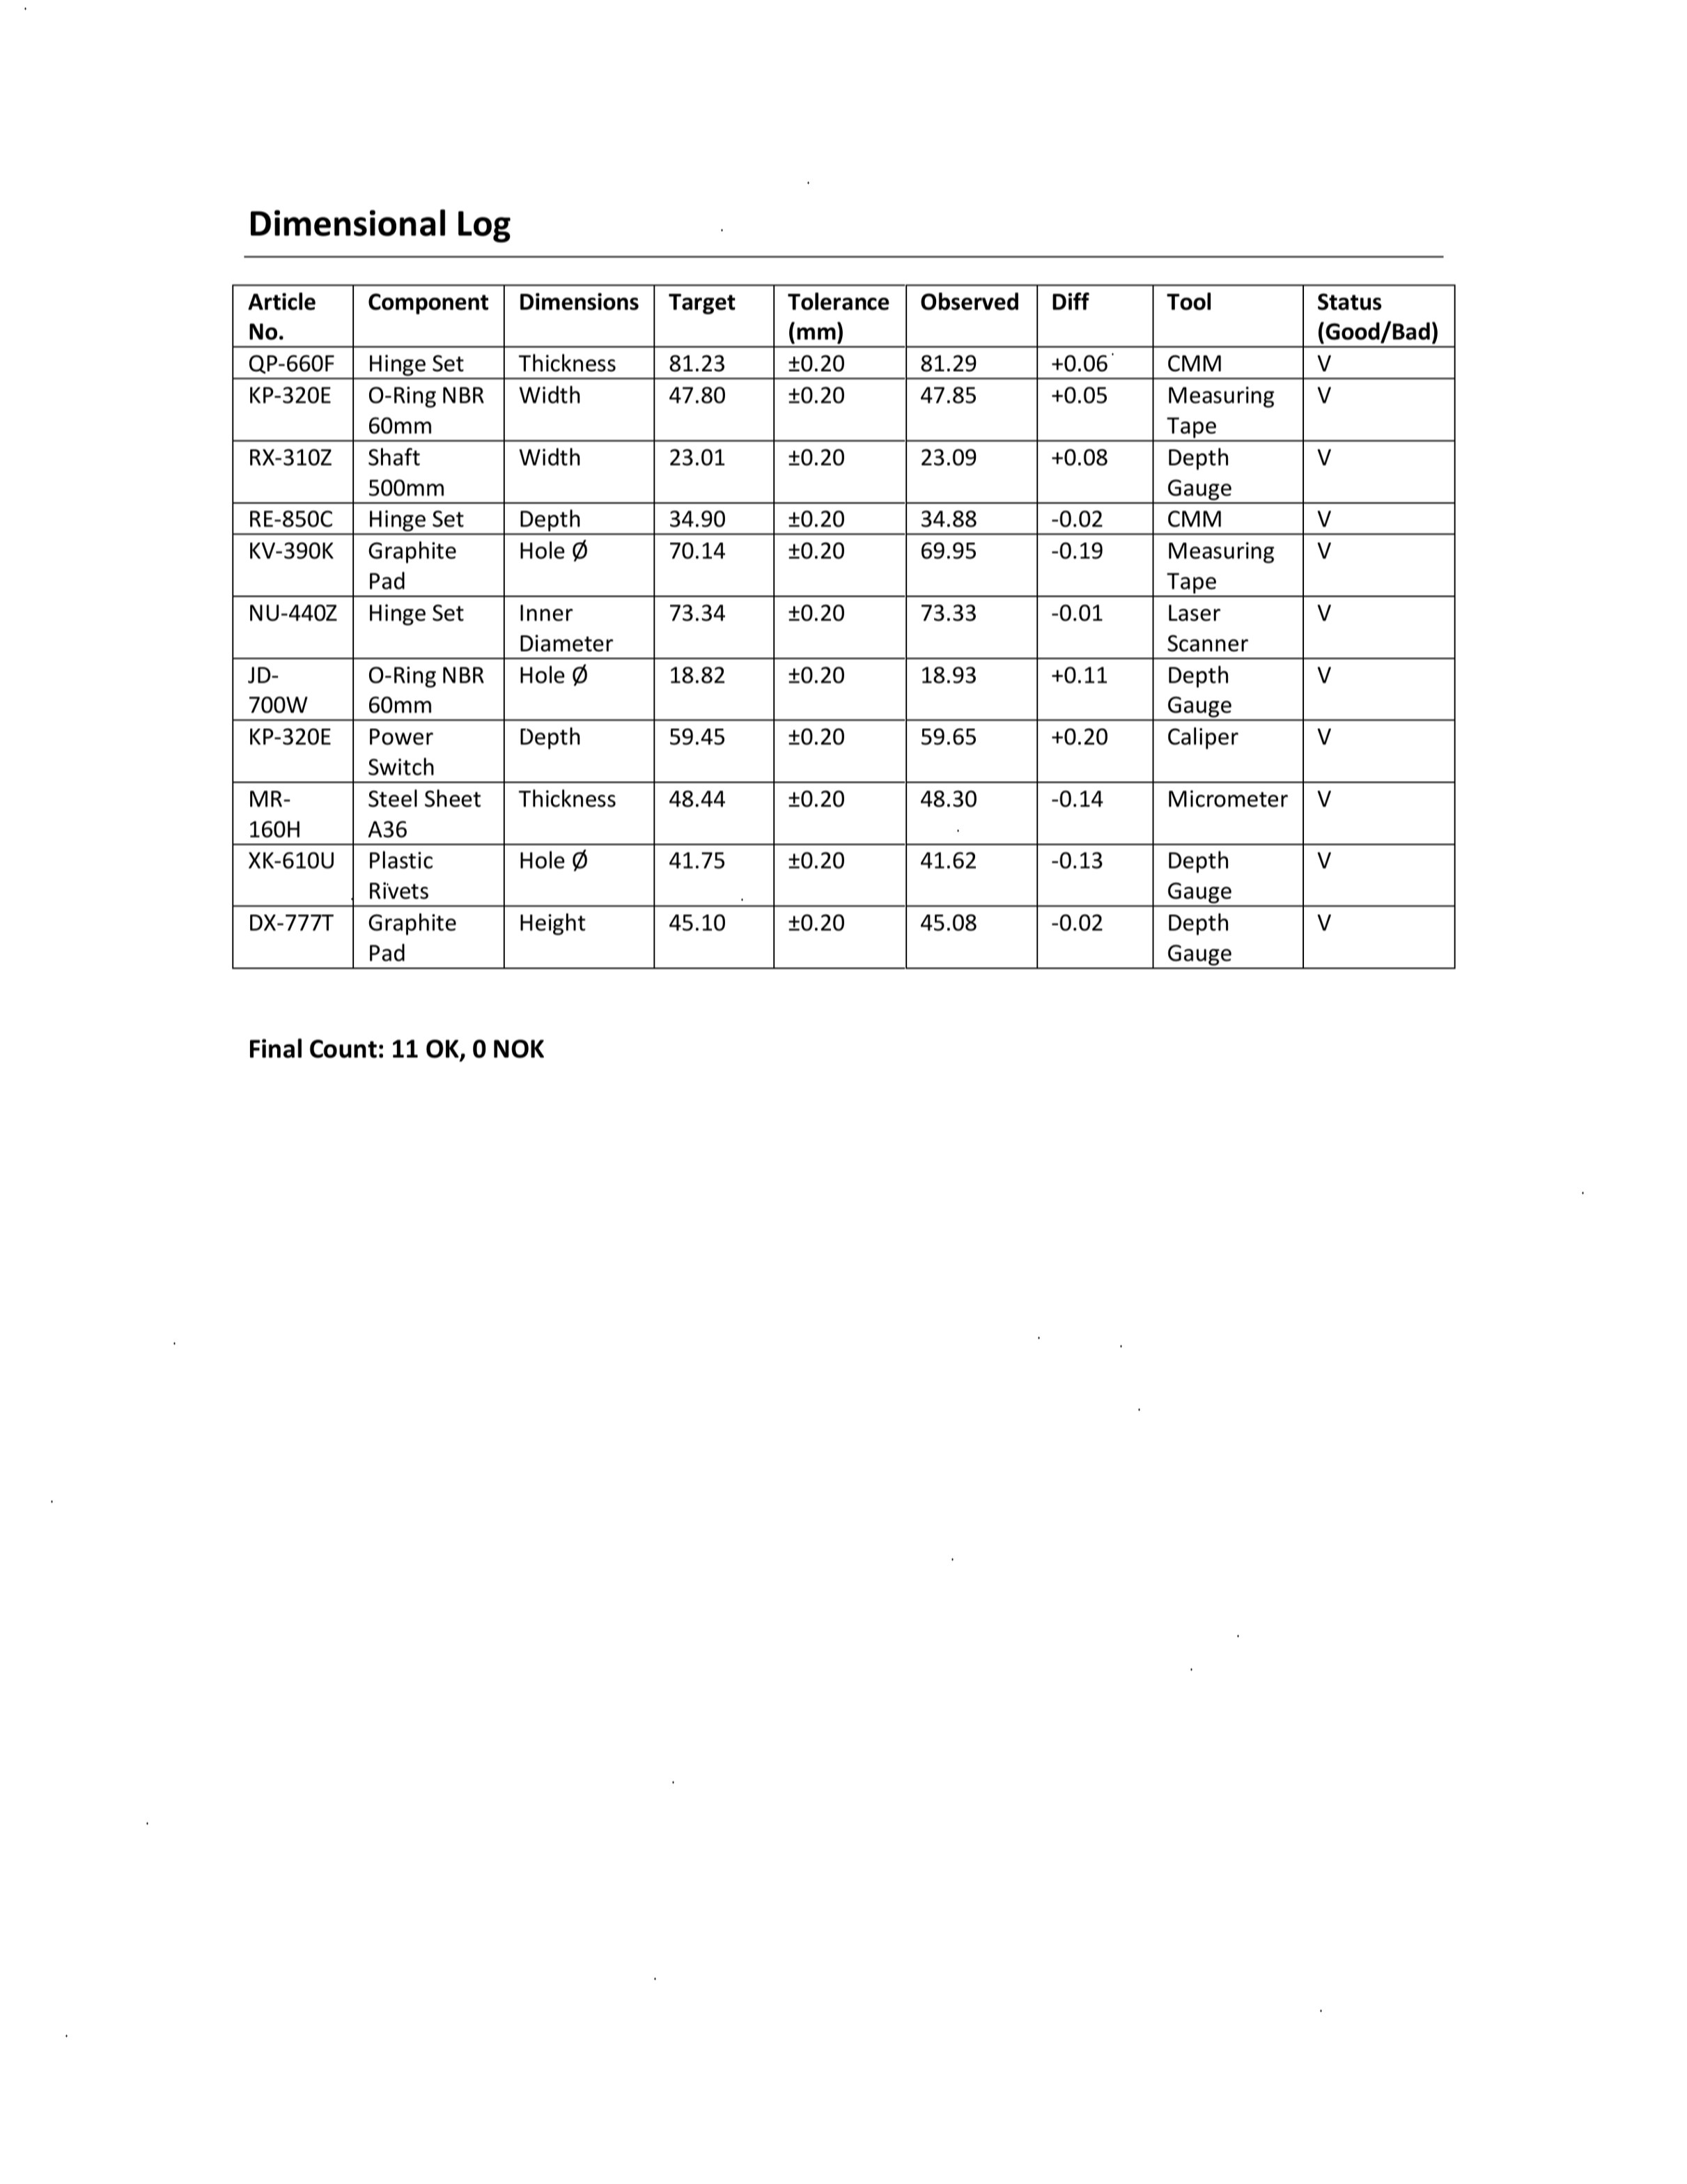 Dimensional Log
Article No. Component Dimensions Target Tolerance (mm) Observed Diff Tool Status (Good/Bad)
QP-660F Hinge Set Thickness 81.23 ±0.20 81.29 +0.06 CMM V
KP-320E O-Ring NBR 60mm Width 47.80 ±0.20 47.85 +0.05 Measuring Tape V
RX-310Z Shaft 500mm Width 23.01 ±0.20 23.09 +0.08 Depth Gauge V
RE-850C Hinge Set Depth 34.90 ±0.20 34.88 -0.02 CMM V
KV-390K Graphite Pad Hole Ø 70.14 ±0.20 69.95 -0.19 Measuring Tape V
NU-440Z Hinge Set Inner Diameter 73.34 ±0.20 73.33 -0.01 Laser Scanner V
JD-700W O-Ring NBR 60mm Hole Ø 18.82 ±0.20 18.93 +0.11 Depth Gauge V
KP-320E Power Switch Depth 59.45 ±0.20 59.65 +0.20 Caliper V
MR-160H Steel Sheet A36 Thickness 48.44 ±0.20 48.30 -0.14 Micrometer V
XK-610U Plastic Rivets Hole Ø 41.75 ±0.20 41.62 -0.13 Depth Gauge V
DX-777T Graphite Pad Height 45.10 ±0.20 45.08 -0.02 Depth Gauge V
Final Count: 11 OK, 0 NOK